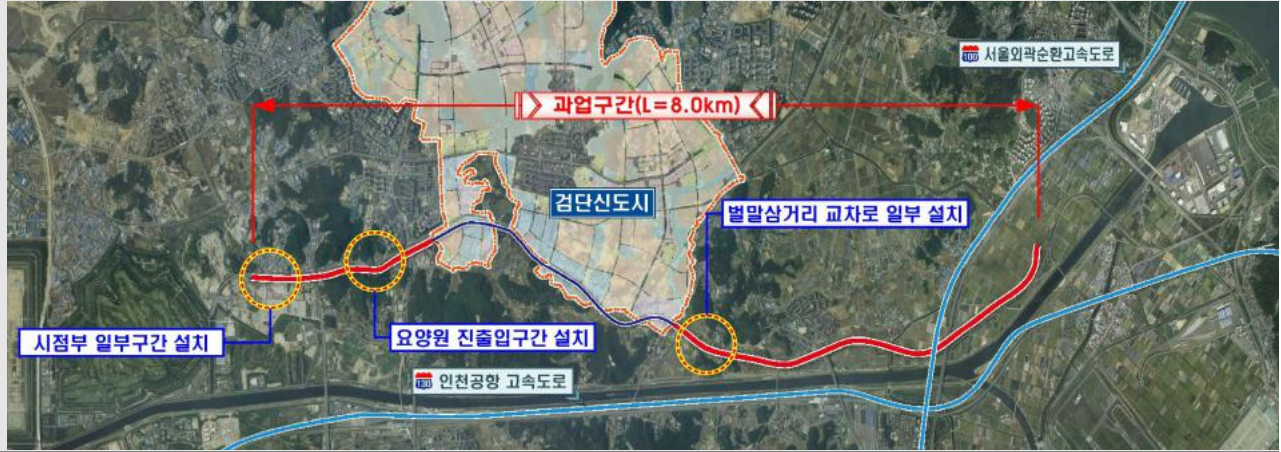 100 서울외곽순환고속도로
과업구간(L=8.0km)
검단신도시
벌말삼거리 교차로 일부 설치
시점부 일부구간 설치
요양원 진출입구간 설치
130 인천공항 고속도로